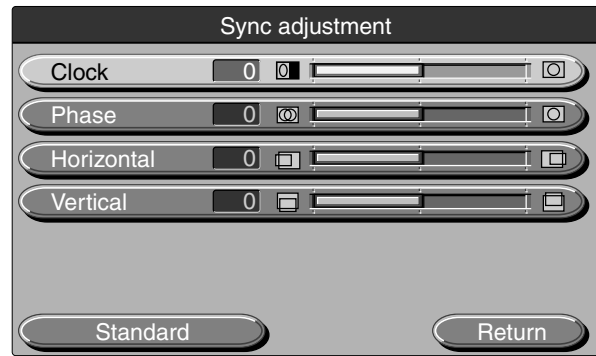 Sync adjustment
Clock 0
Phase 0
Horizontal 0
Vertical 0
Standard Return